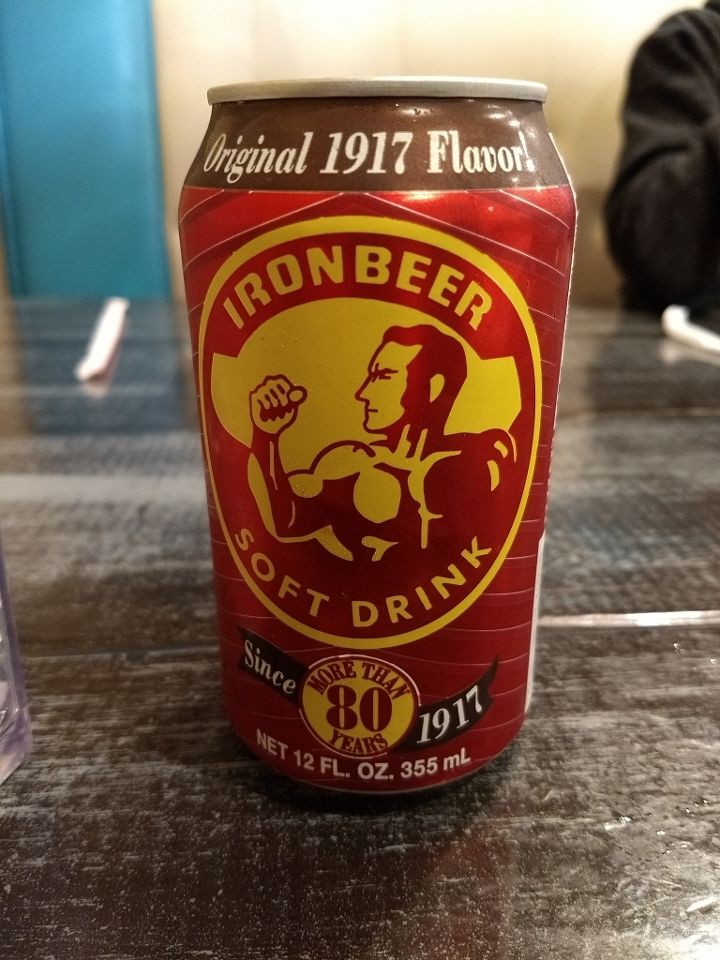 Original 1917 Flavor!
IRONBEER
SOFT DRINK
Since
MORE THAN
80
YEARS
1917
NET 12 FL. OZ. 355 mL